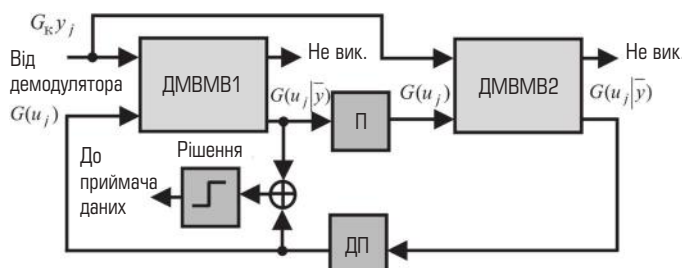 G_К y_j
Від
демодулятора
G(u_j)
ДМВМВ1
Не вик.
G(u_j|y̅)
П
G(u_j)
ДМВМВ2
Не вик.
G(u_j|y̅)
До
приймача
даних
Рішення
ДП